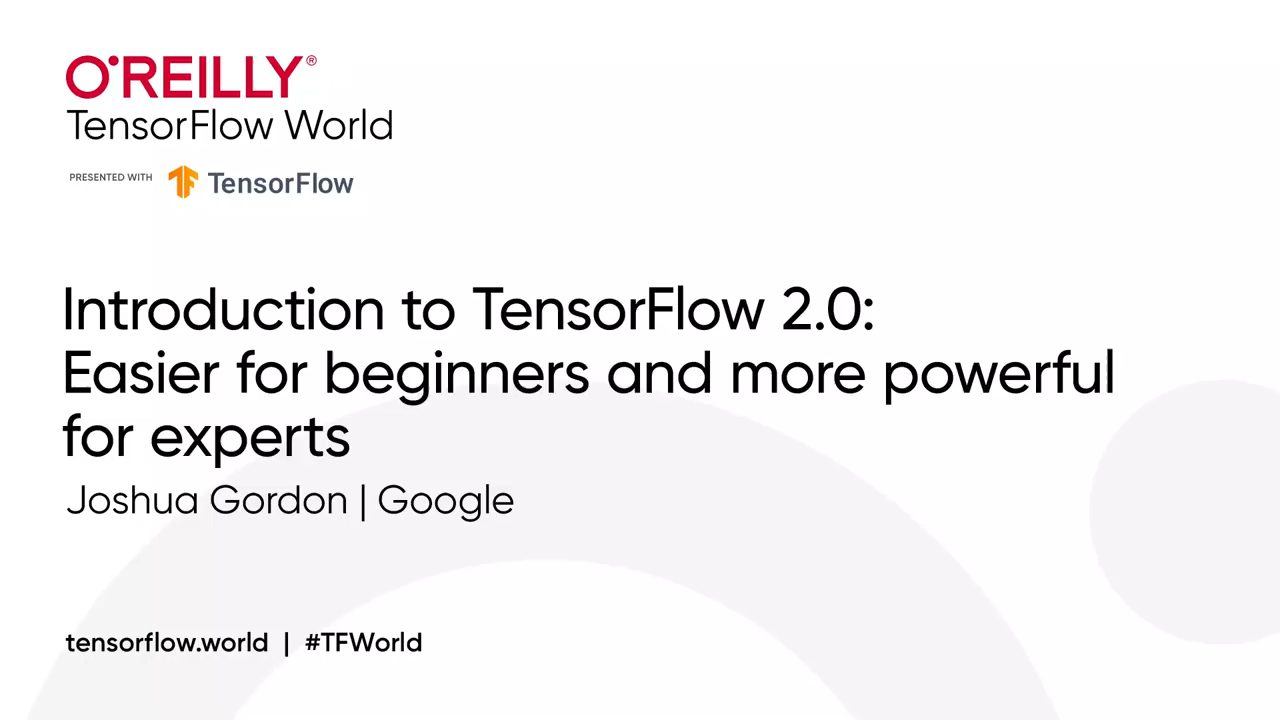 O'REILLY®
TensorFlow World
PRESENTED WITH TensorFlow
Introduction to TensorFlow 2.0:
Easier for beginners and more powerful
for experts
Joshua Gordon | Google
tensorflow.world | #TFWorld